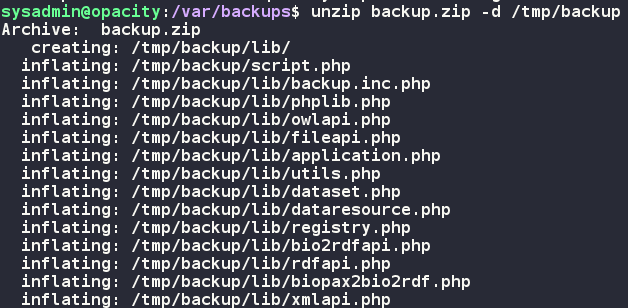 sysadmin@opacity:/var/backups$ unzip backup.zip -d /tmp/backup
Archive:  backup.zip
   creating: /tmp/backup/lib/
  inflating: /tmp/backup/script.php
  inflating: /tmp/backup/lib/backup.inc.php
  inflating: /tmp/backup/lib/phplib.php
  inflating: /tmp/backup/lib/owlapi.php
  inflating: /tmp/backup/lib/fileapi.php
  inflating: /tmp/backup/lib/application.php
  inflating: /tmp/backup/lib/utils.php
  inflating: /tmp/backup/lib/dataset.php
  inflating: /tmp/backup/lib/dataresource.php
  inflating: /tmp/backup/lib/registry.php
  inflating: /tmp/backup/lib/bio2rdfapi.php
  inflating: /tmp/backup/lib/rdfapi.php
  inflating: /tmp/backup/lib/biopax2bio2rdf.php
  inflating: /tmp/backup/lib/xmlapi.php